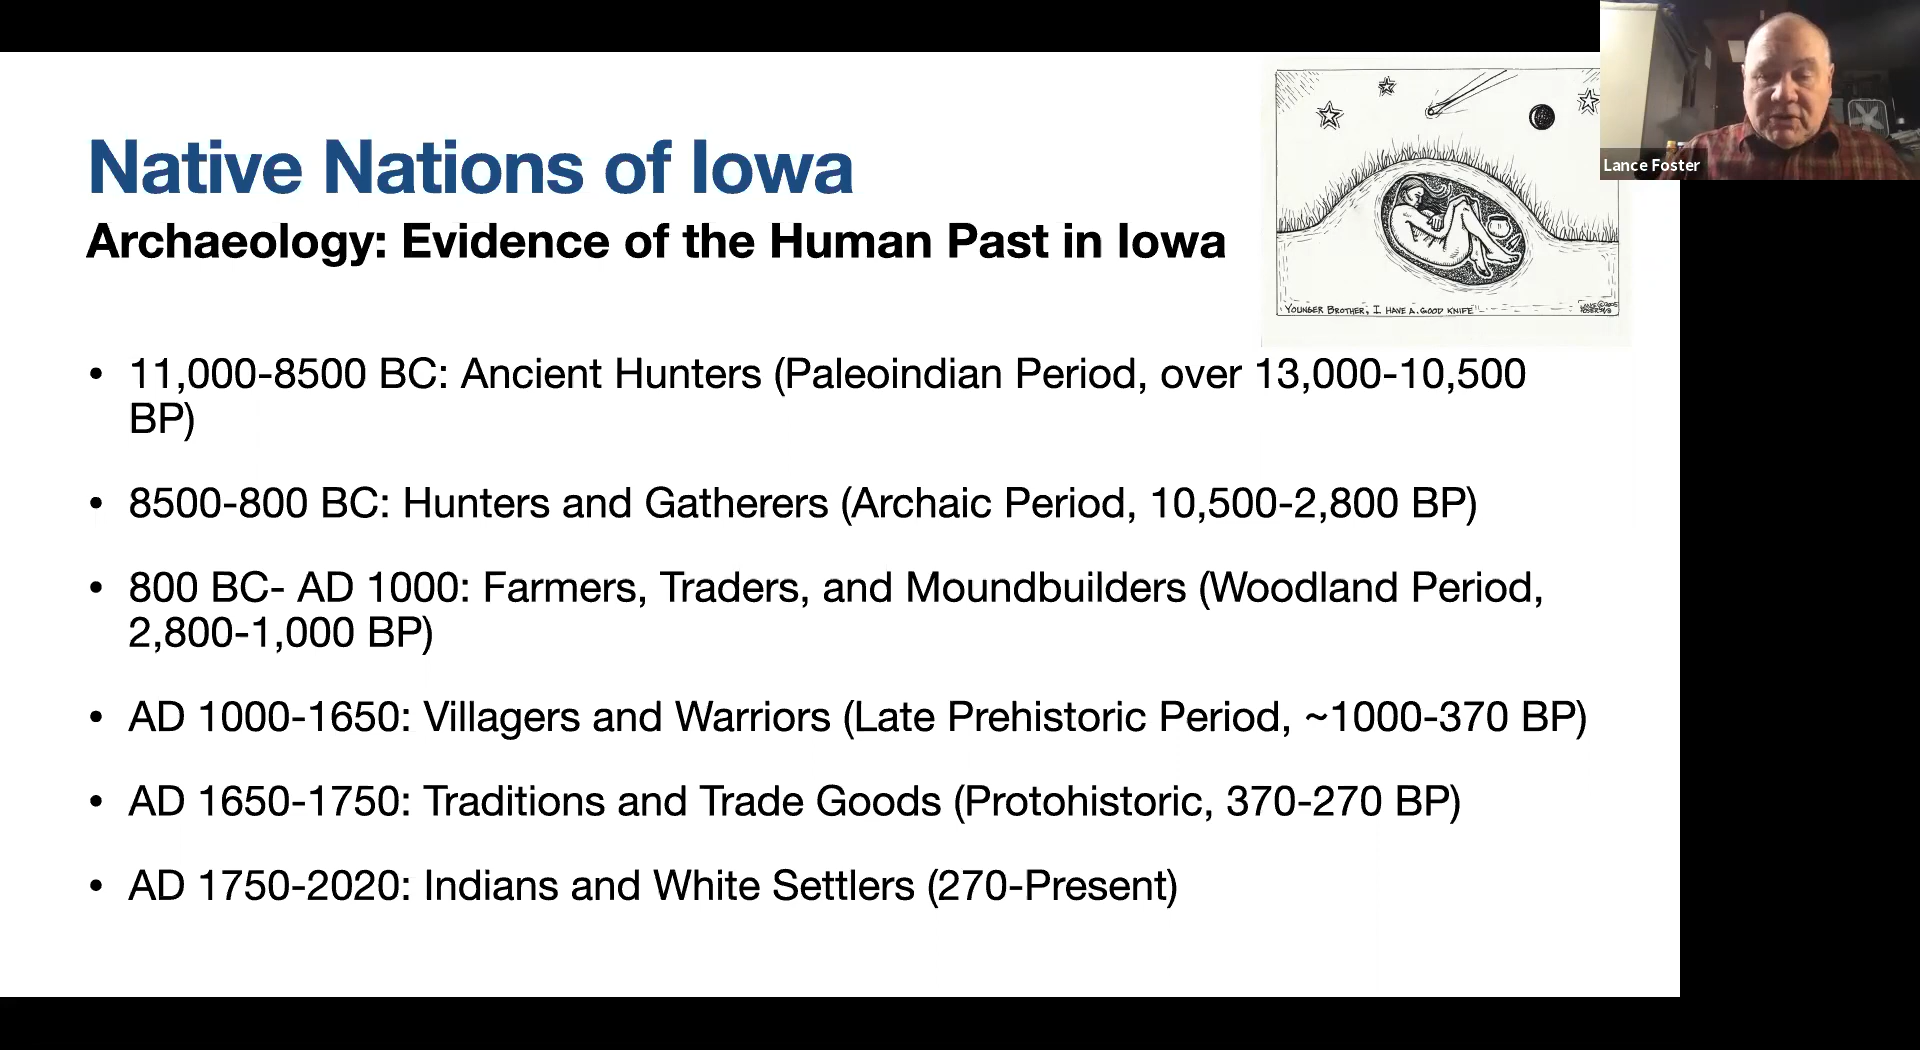 Native Nations of Iowa
Archaeology: Evidence of the Human Past in Iowa
YOUNGER BROTHER, I HAVE A GOOD KNIFE"
Lance Foster
• 11,000-8500 BC: Ancient Hunters (Paleoindian Period, over 13,000-10,500
BP)
• 8500-800 BC: Hunters and Gatherers (Archaic Period, 10,500-2,800 BP)
• 800 BC- AD 1000: Farmers, Traders, and Moundbuilders (Woodland Period,
2,800-1,000 BP)
• AD 1000-1650: Villagers and Warriors (Late Prehistoric Period, ~1000-370 BP)
• AD 1650-1750: Traditions and Trade Goods (Protohistoric, 370-270 BP)
• AD 1750-2020: Indians and White Settlers (270-Present)